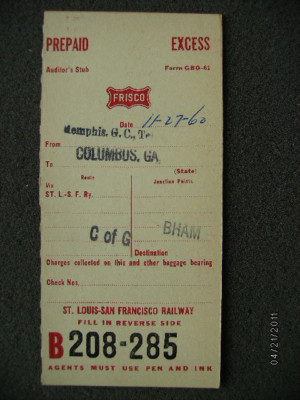 PREPAID EXCESS
Auditor's Stub Form GBO-61
FRISCO
Date 11-27-60
Memphis, G. C., Te
From
COLUMBUS, GA.
To
(State)
Route Junction Points
Via
ST. L.-S. F. Ry.
C of G BHAM
Destination
Charges collected on this and other baggage bearing
Check Nos.
ST. LOUIS-SAN FRANCISCO RAILWAY
FILL IN REVERSE SIDE
B 208-285
AGENTS MUST USE PEN AND INK
04/21/2011